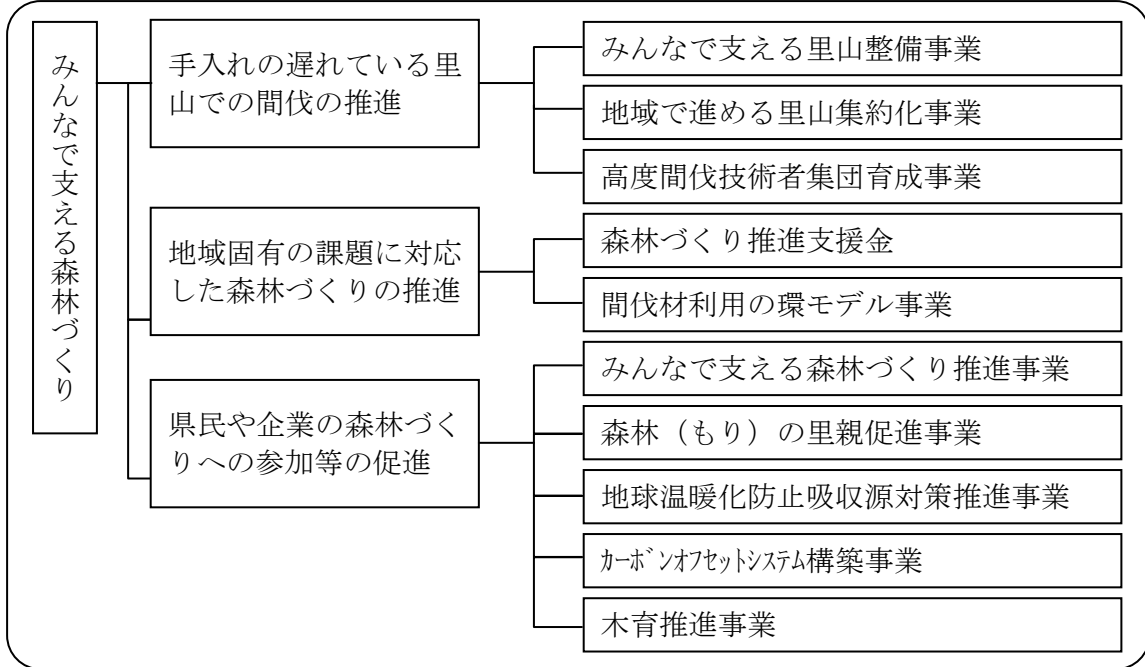 みんなで支える森林づくり
手入れの遅れている里
山での間伐の推進
みんなで支える里山整備事業
地域で進める里山集約化事業
高度間伐技術者集団育成事業
地域固有の課題に対応
した森林づくりの推進
森林づくり推進支援金
間伐材利用の環モデル事業
県民や企業の森林づく
りへの参加等の促進
みんなで支える森林づくり推進事業
森林（もり）の里親促進事業
地球温暖化防止吸収源対策推進事業
ｶｰﾎﾞﾝｵﾌｾｯﾄｼｽﾃﾑ構築事業
木育推進事業